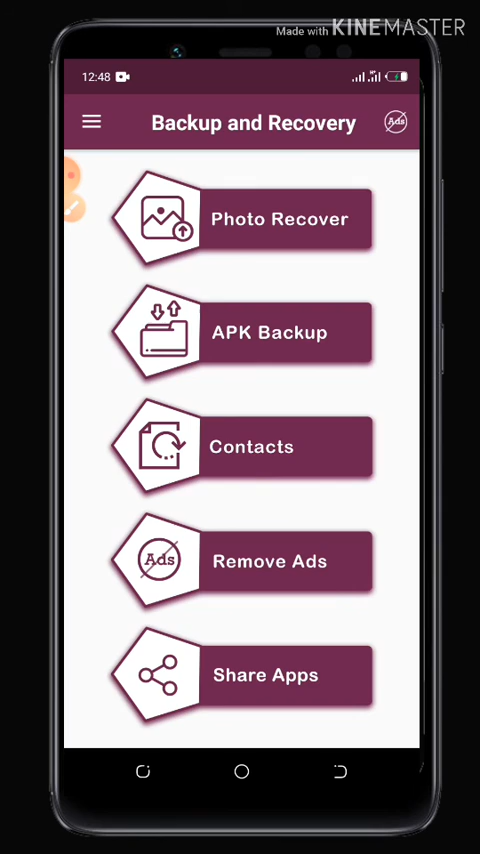 Made with KINEMASTER
12:48
Backup and Recovery
Ads
Photo Recover
APK Backup
Contacts
Ads
Remove Ads
Share Apps